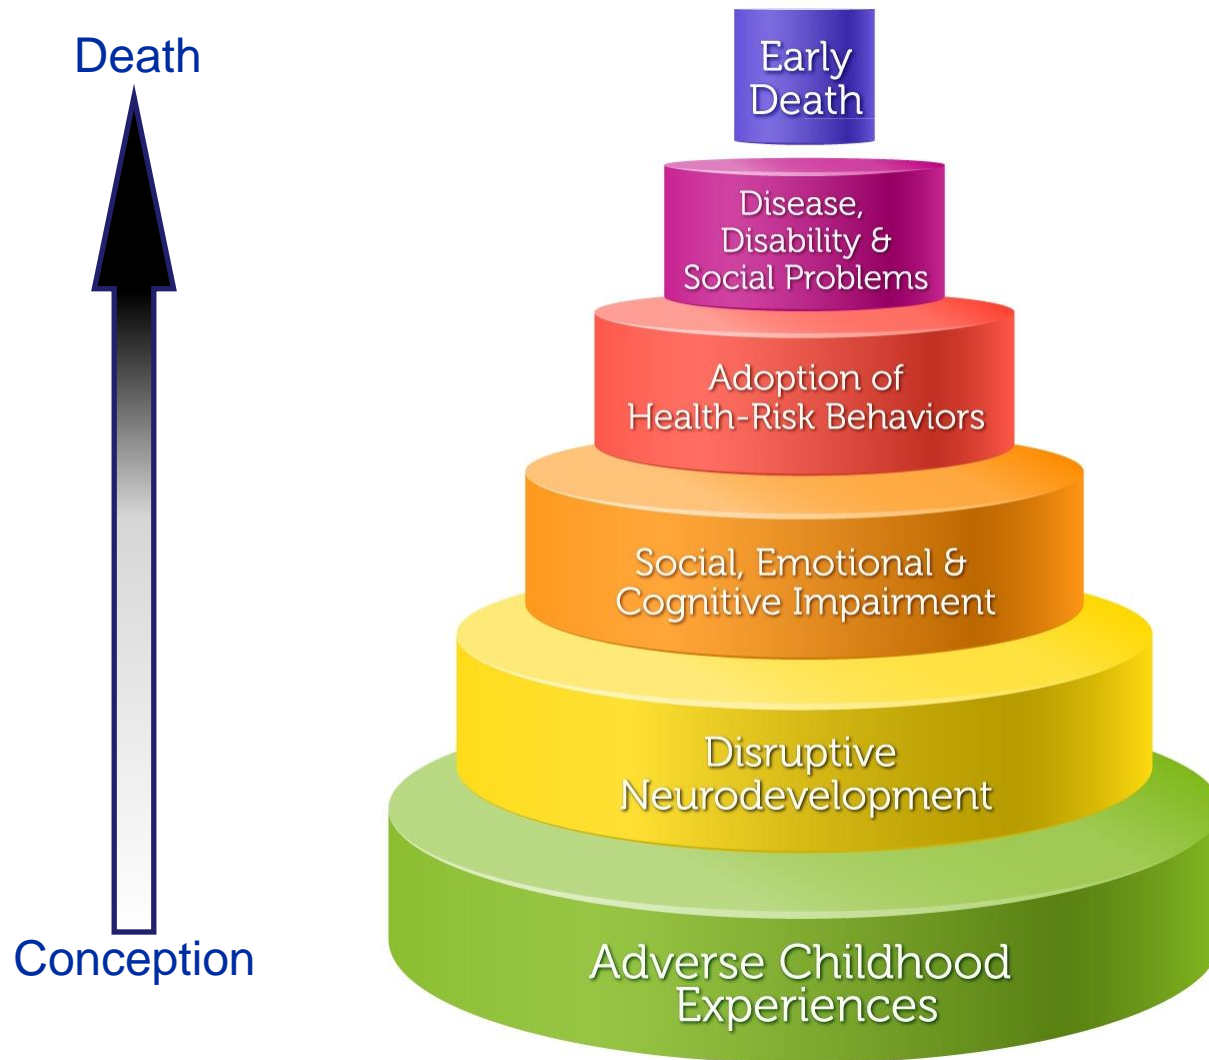 Death
Early
Death
Disease,
Disability &
Social Problems
Adoption of
Health-Risk Behaviors
Social, Emotional &
Cognitive Impairment
Disruptive
Neurodevelopment
Conception
Adverse Childhood
Experiences